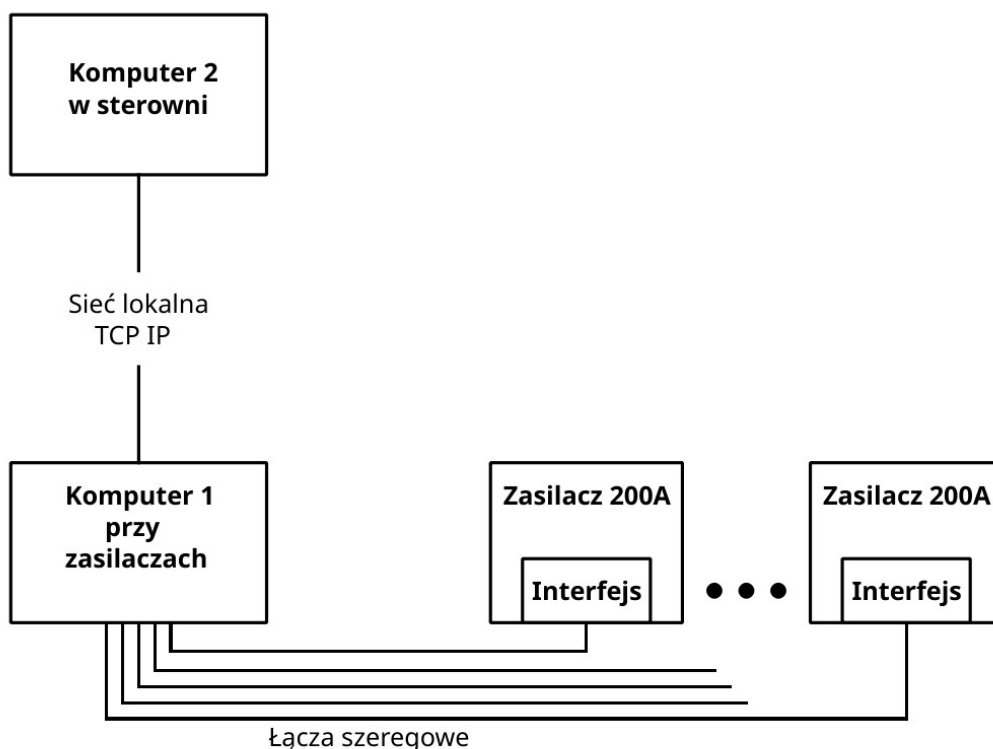 Komputer 2
w sterowni
Sieć lokalna
TCP IP
Komputer 1
przy
zasilaczach
Zasilacz 200A
Interfejs
Zasilacz 200A
Interfejs
Łącza szeregowe